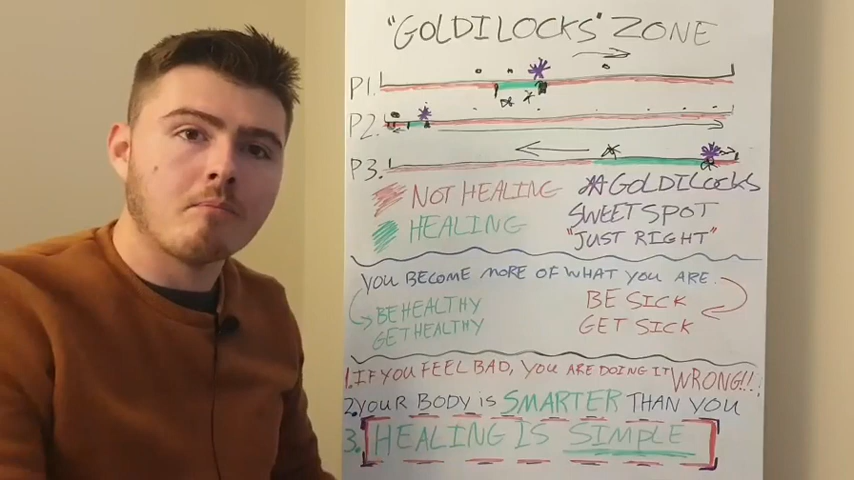 "GOLDILOCKS" ZONE
P1.
P2.
P3.
NOT HEALING
HEALING
GOLDILOCKS
SWEET SPOT
"JUST RIGHT"
YOU BECOME MORE OF WHAT YOU ARE.
BE HEALTHY
GET HEALTHY
BE SICK
GET SICK
1. IF YOU FEEL BAD, YOU ARE DOING IT WRONG!!!
2. YOUR BODY IS SMARTER THAN YOU
3. HEALING IS SIMPLE